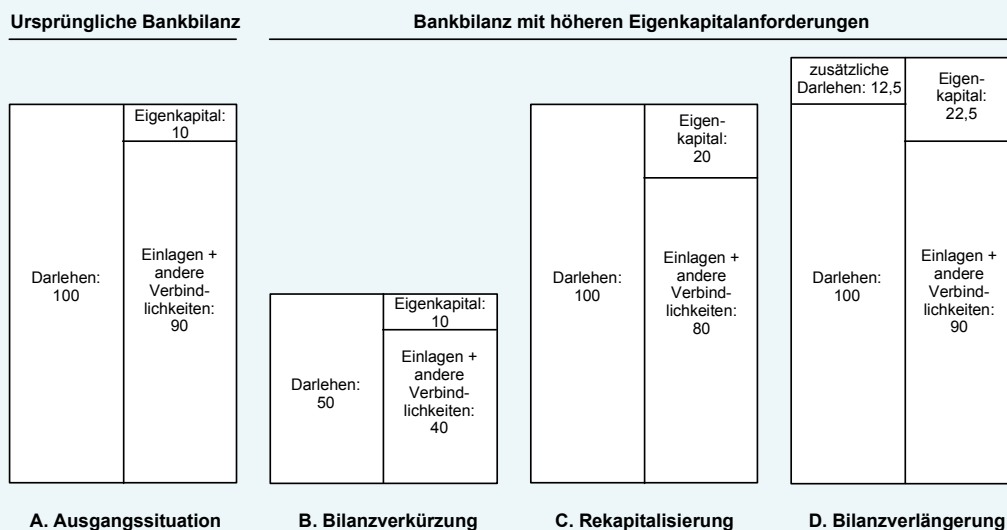 Ursprüngliche Bankbilanz
Bankbilanz mit höheren Eigenkapitalanforderungen
Darlehen:
100
Eigenkapital:
10
Einlagen +
andere
Verbind-
lichkeiten:
90
A. Ausgangssituation
Darlehen:
50
Eigenkapital:
10
Einlagen +
andere
Verbind-
lichkeiten:
40
B. Bilanzverkürzung
Darlehen:
100
Eigen-
kapital:
20
Einlagen +
andere
Verbind-
lichkeiten:
80
C. Rekapitalisierung
zusätzliche
Darlehen: 12,5
Darlehen:
100
Eigen-
kapital:
22,5
Einlagen +
andere
Verbind-
lichkeiten:
90
D. Bilanzverlängerung